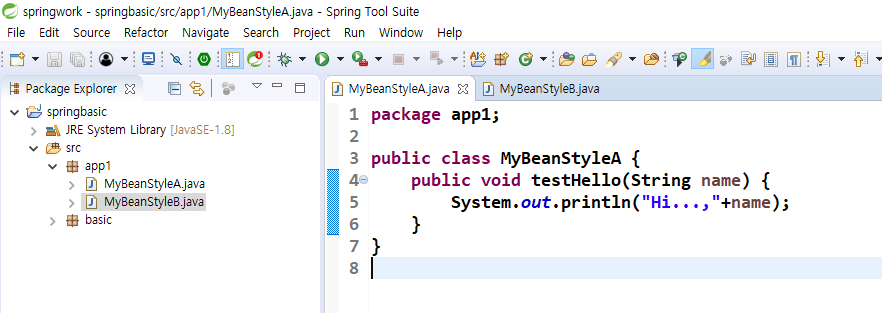 springwork - springbasic/src/app1/MyBeanStyleA.java - Spring Tool Suite
File Edit Source Refactor Navigate Search Project Run Window Help
Package Explorer
springbasic
JRE System Library [JavaSE-1.8]
src
app1
MyBeanStyleA.java
MyBeanStyleB.java
basic
MyBeanStyleA.java MyBeanStyleB.java
1 package app1;
2
3 public class MyBeanStyleA {
4 public void testHello(String name) {
5 System.out.println("Hi...,"+name);
6 }
7 }
8